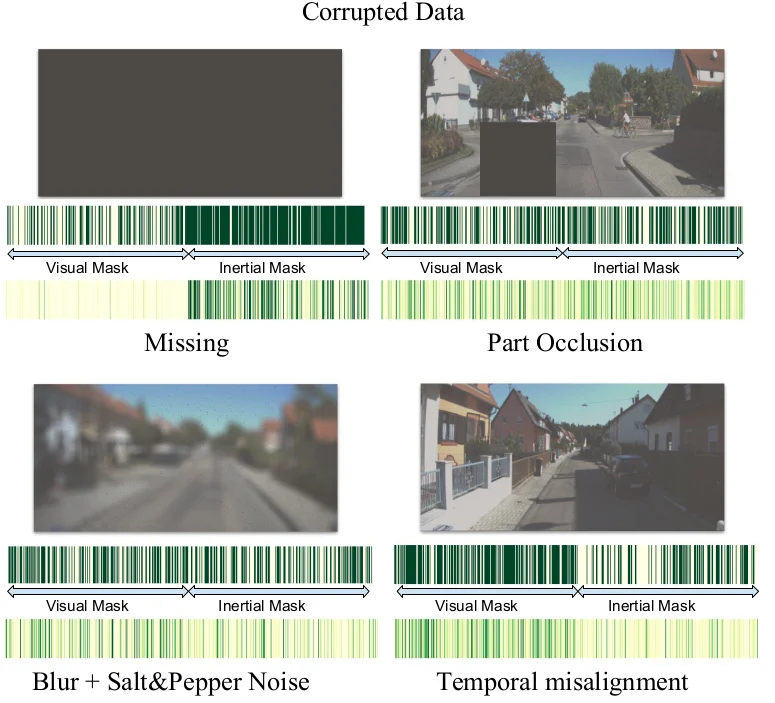 Corrupted Data
Visual Mask
Inertial Mask
Visual Mask
Inertial Mask
Missing
Part Occlusion
Visual Mask
Inertial Mask
Visual Mask
Inertial Mask
Blur + Salt&Pepper Noise
Temporal misalignment